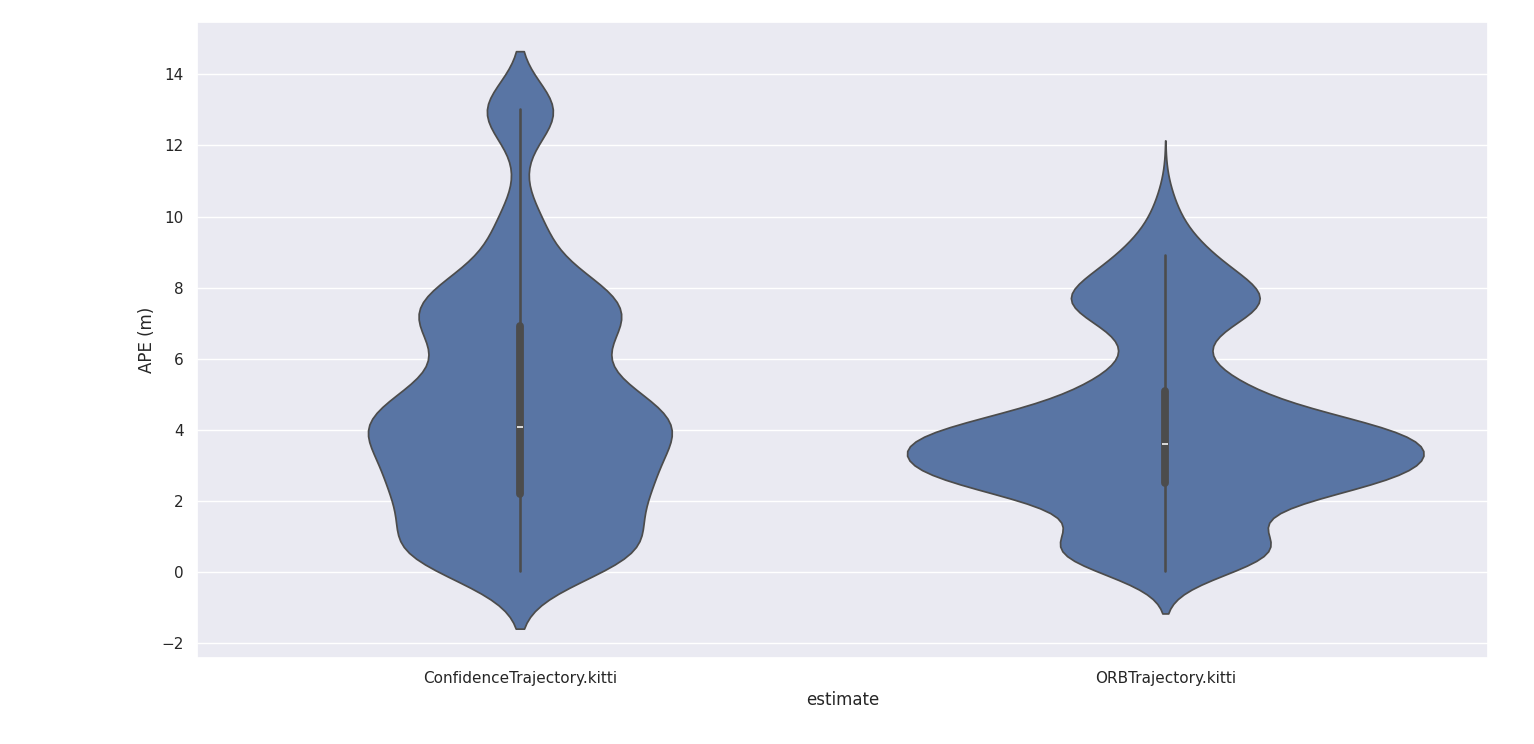 14
12
10
8
6
4
2
0
−2
APE (m)
ConfidenceTrajectory.kitti
ORBTrajectory.kitti
estimate